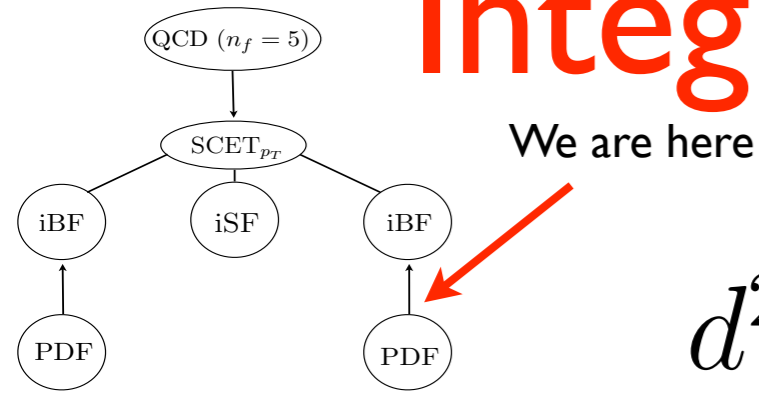 Integ
QCD (n_f = 5)
SCET_{p_T}
We are here
iBF
iSF
iBF
d
PDF
PDF